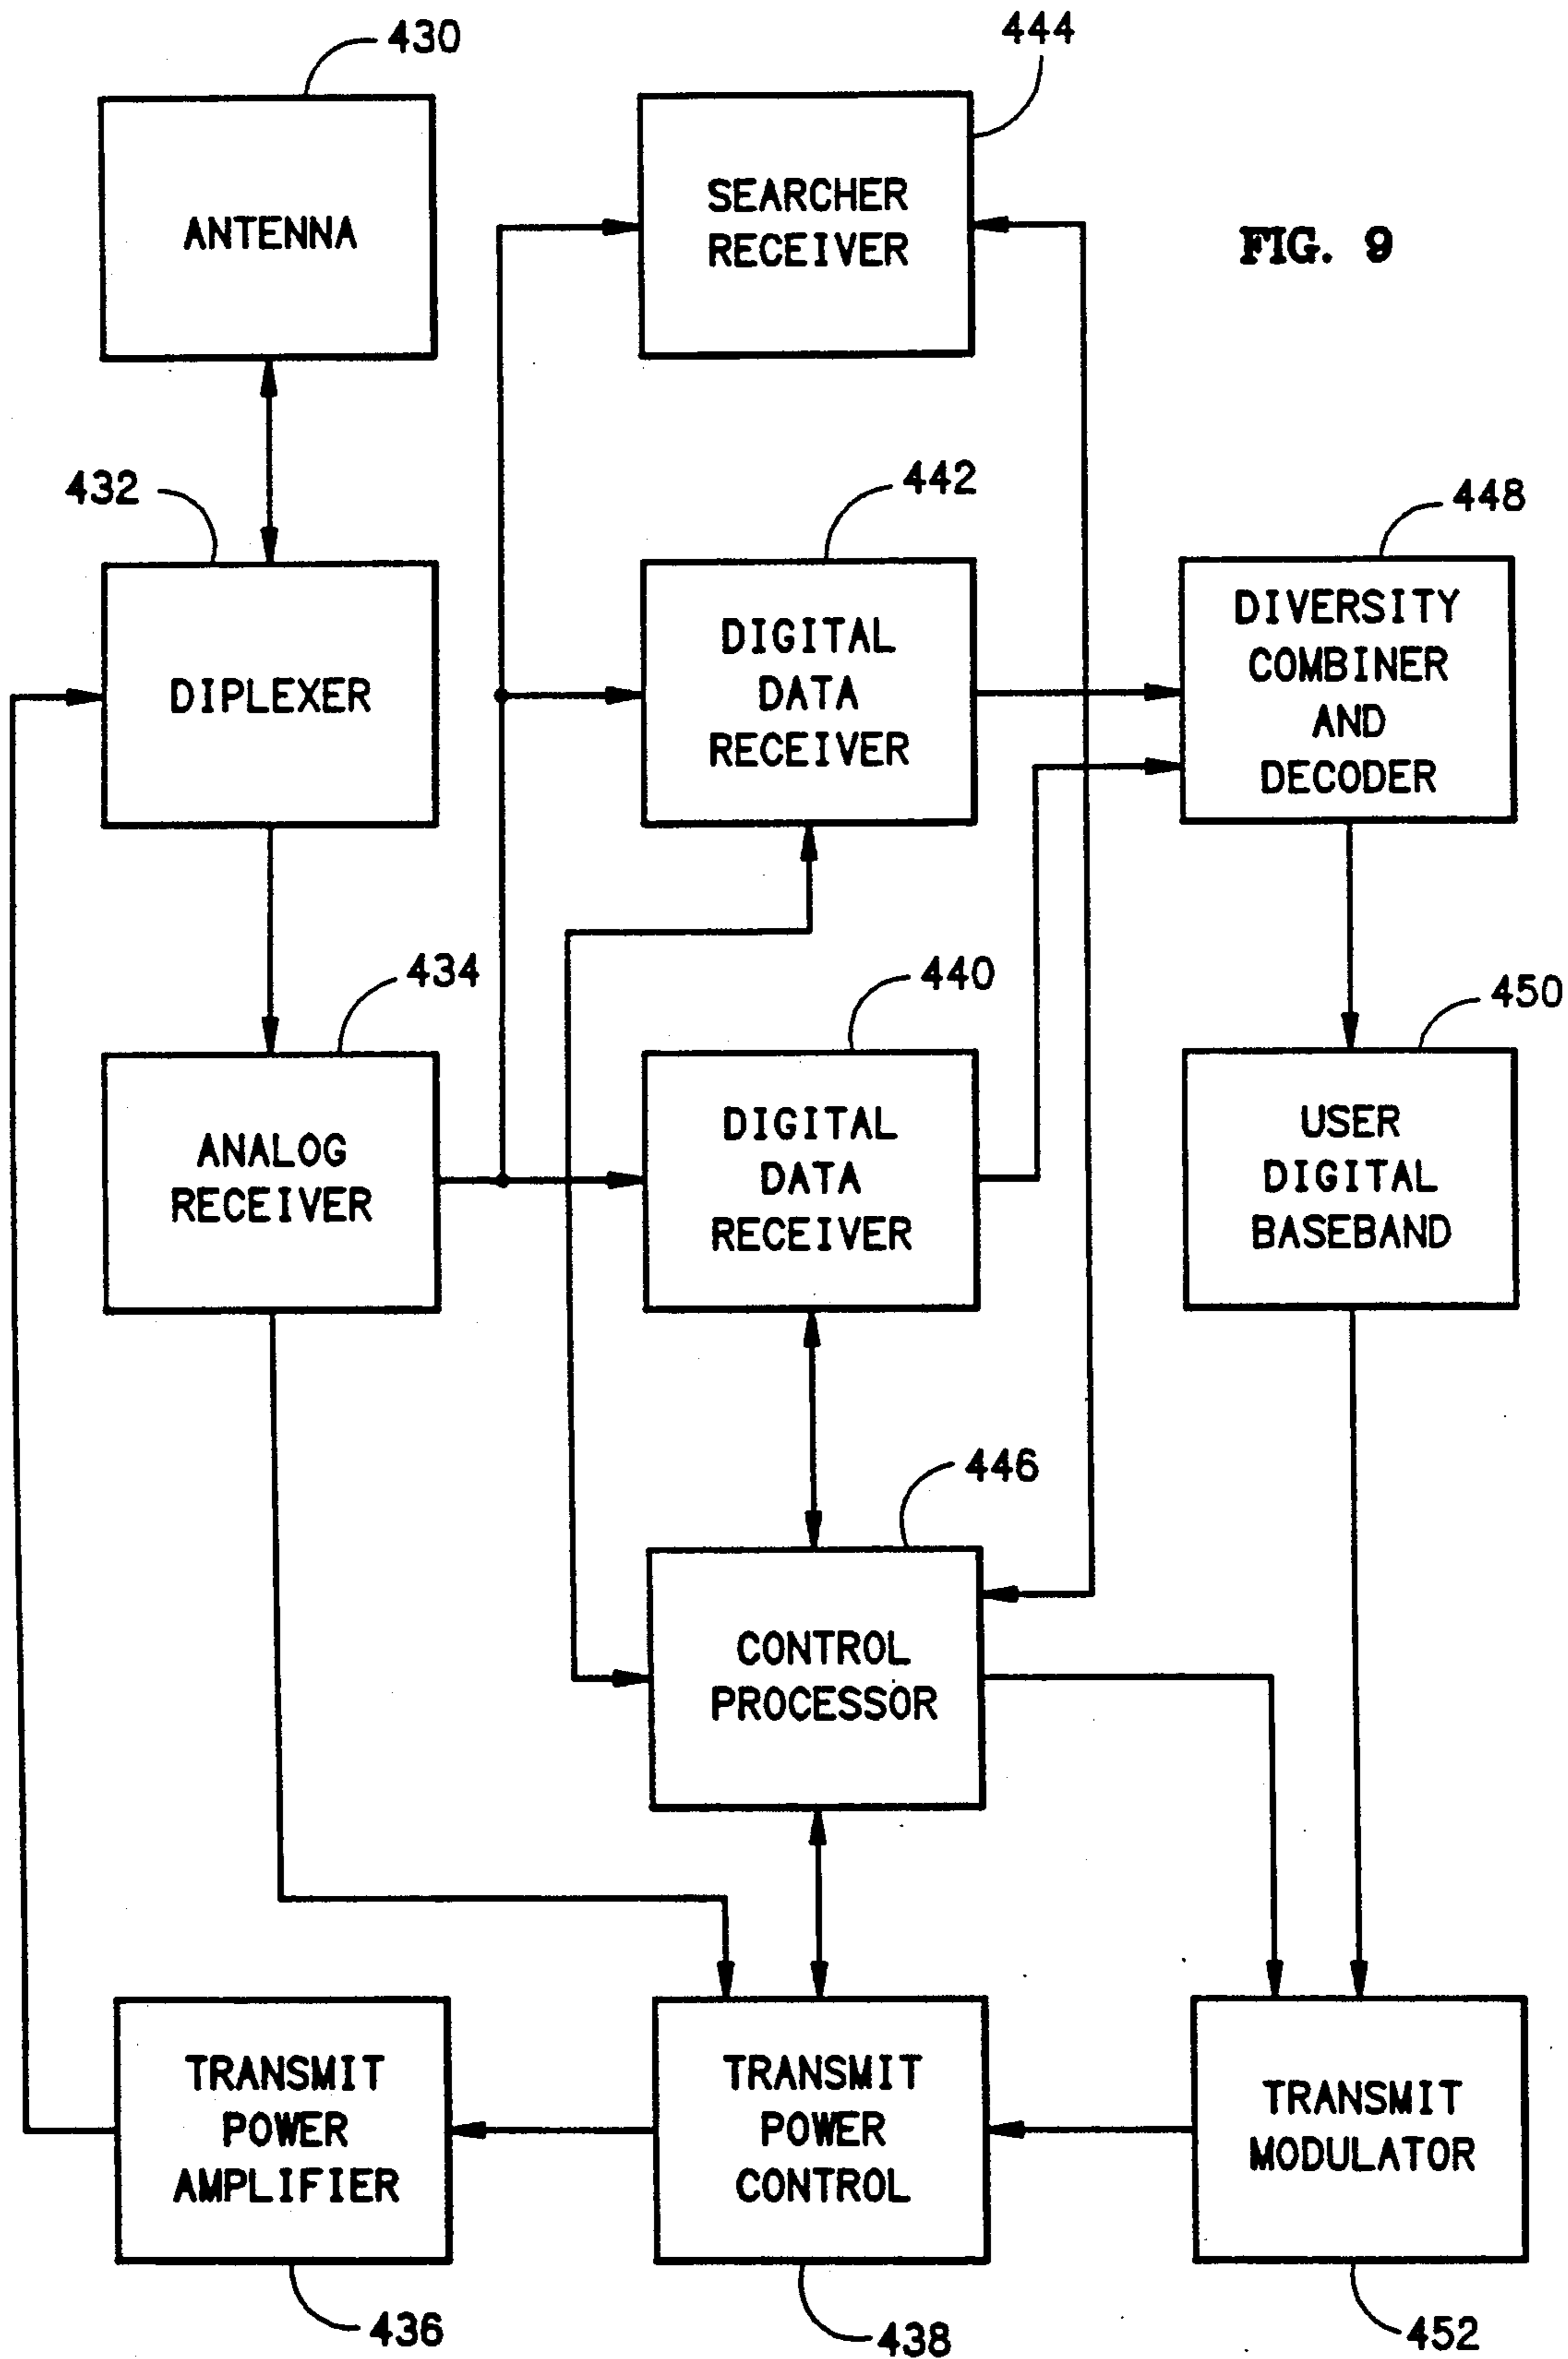 430
444
ANTENNA
SEARCHER
RECEIVER
FIG. 9
432
442
448
DIPLEXER
DIGITAL
DATA
RECEIVER
DIVERSITY
COMBINER
AND
DECODER
434
440
450
ANALOG
RECEIVER
DIGITAL
DATA
RECEIVER
USER
DIGITAL
BASEBAND
446
CONTROL
PROCESSOR
TRANSMIT
POWER
AMPLIFIER
TRANSMIT
POWER
CONTROL
TRANSMIT
MODULATOR
436
438
452